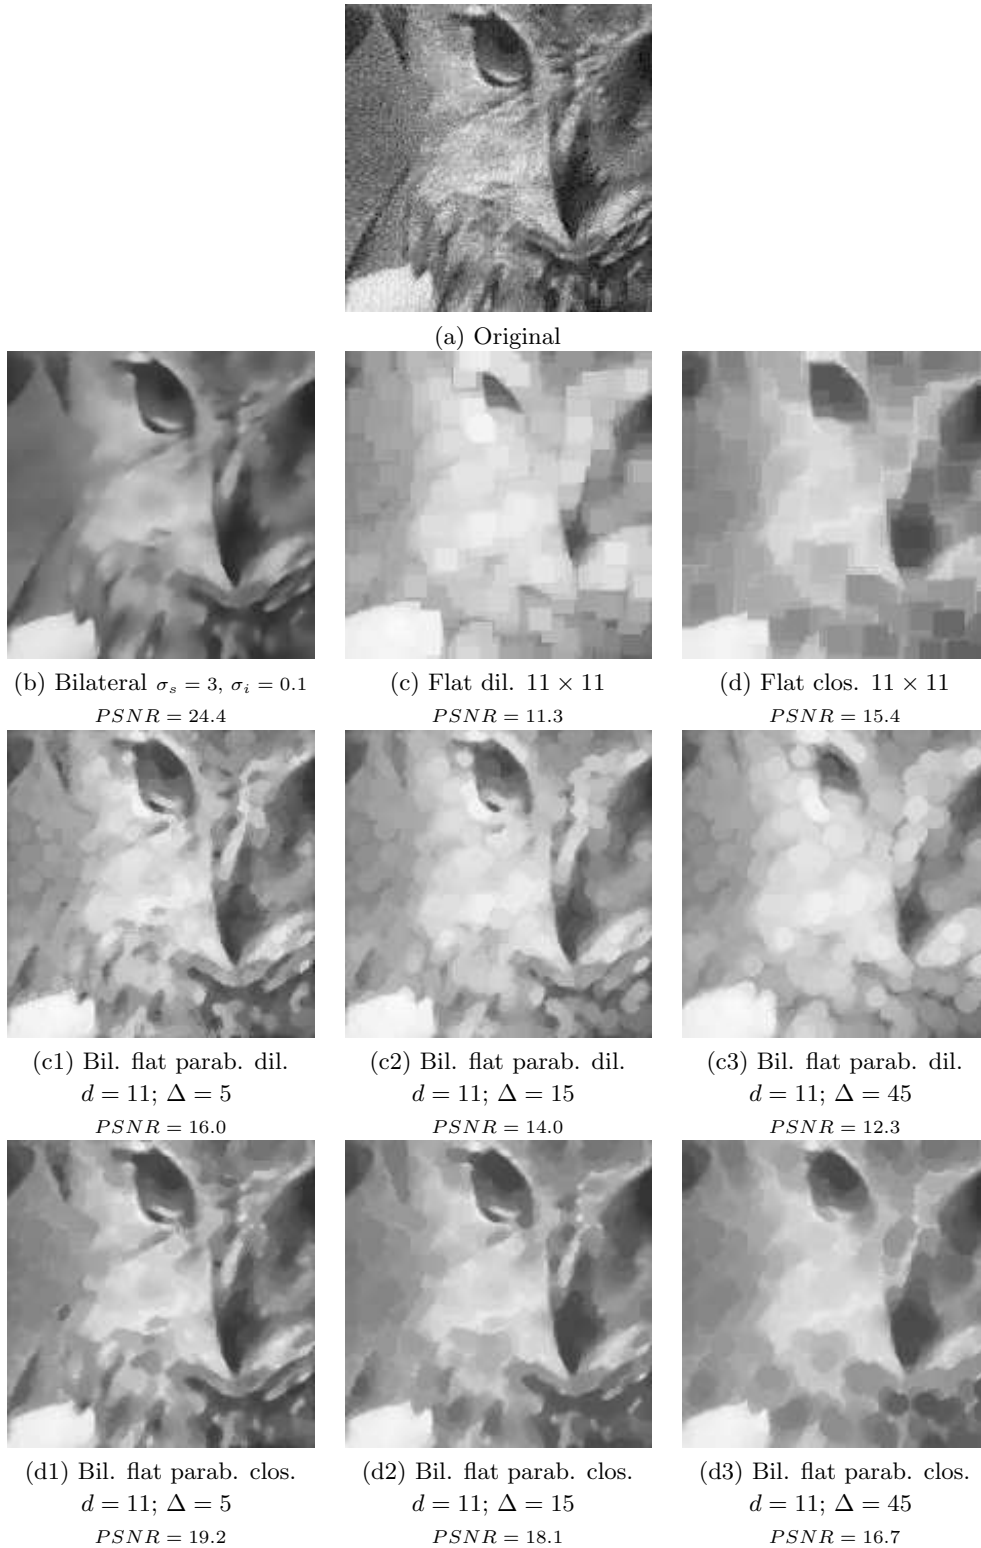 (a) Original
(b) Bilateral σs = 3, σi = 0.1
PSNR = 24.4
(c) Flat dil. 11 × 11
PSNR = 11.3
(d) Flat clos. 11 × 11
PSNR = 15.4
(c1) Bil. flat parab. dil.
d = 11; Δ = 5
PSNR = 16.0
(c2) Bil. flat parab. dil.
d = 11; Δ = 15
PSNR = 14.0
(c3) Bil. flat parab. dil.
d = 11; Δ = 45
PSNR = 12.3
(d1) Bil. flat parab. clos.
d = 11; Δ = 5
PSNR = 19.2
(d2) Bil. flat parab. clos.
d = 11; Δ = 15
PSNR = 18.1
(d3) Bil. flat parab. clos.
d = 11; Δ = 45
PSNR = 16.7